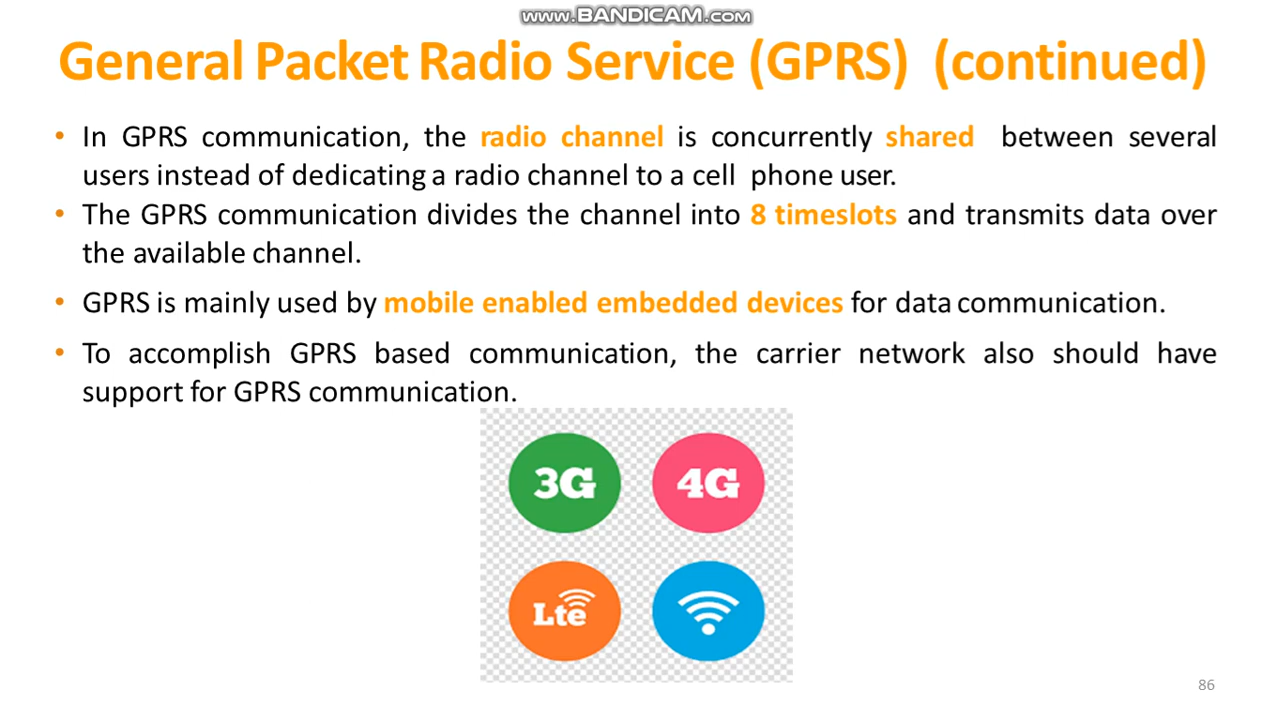 www.BANDICAM.com
General Packet Radio Service (GPRS) (continued)
• In GPRS communication, the radio channel is concurrently shared between several
users instead of dedicating a radio channel to a cell phone user.
• The GPRS communication divides the channel into 8 timeslots and transmits data over
the available channel.
• GPRS is mainly used by mobile enabled embedded devices for data communication.
• To accomplish GPRS based communication, the carrier network also should have
support for GPRS communication.
3G 4G
Lte
86